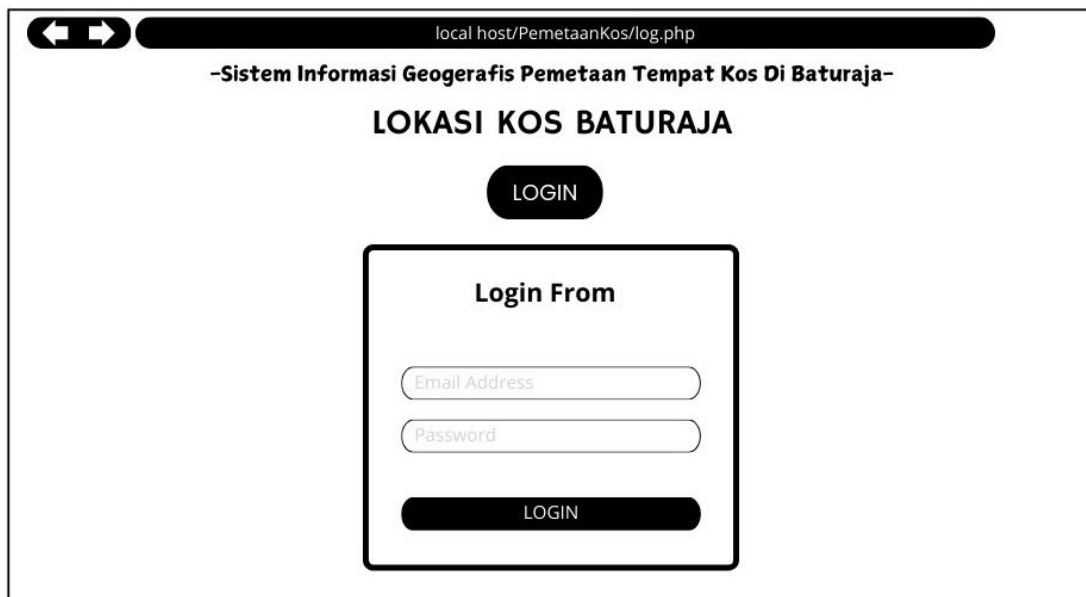 local host/PemetaanKos/log.php
-Sistem Informasi Geogerafis Pemetaan Tempat Kos Di Baturaja-
LOKASI KOS BATURAJA
LOGIN
Login From
Email Address
Password
LOGIN